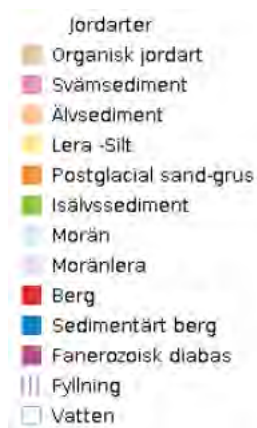 Jordarter
Organisk jordart
Svämsediment
Älvsediment
Lera -Silt
Postglacial sand-grus
Isälvssediment
Morän
Moränlera
Berg
Sedimentärt berg
Fanerozoisk diabas
Fyllning
Vatten